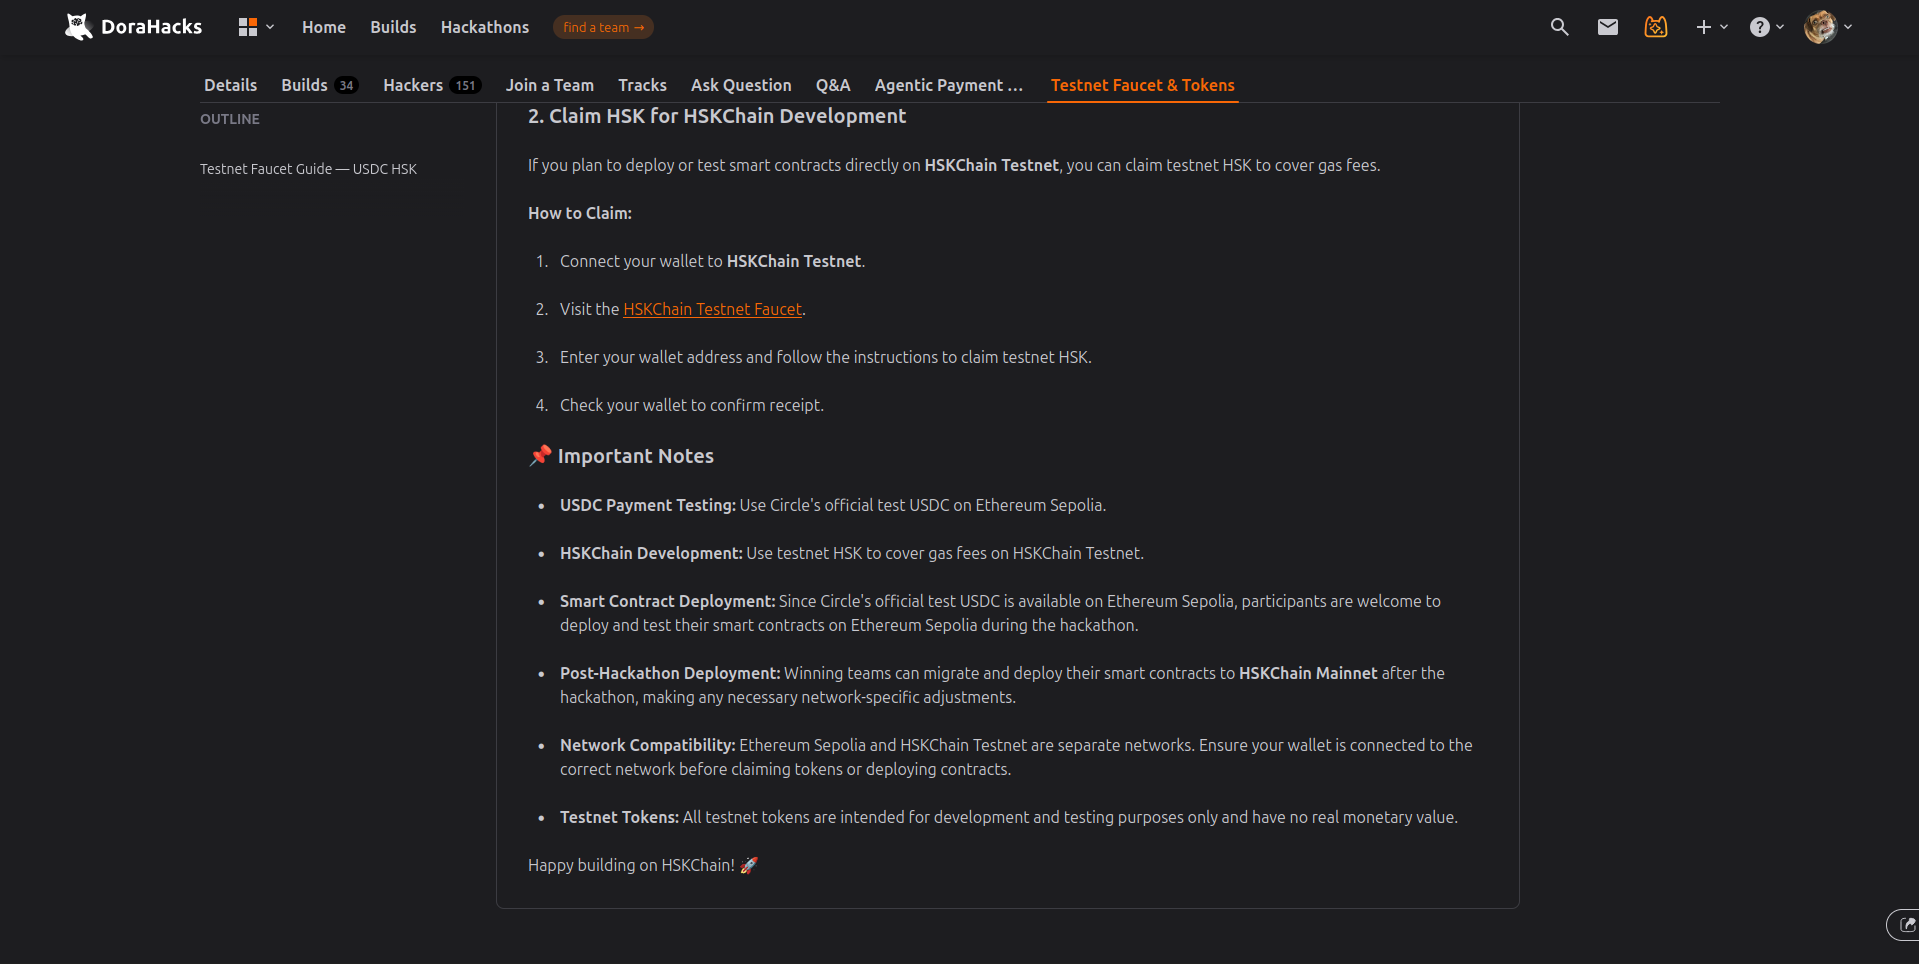 DoraHacks
Home
Builds
Hackathons
find a team →
Details
Builds 34
Hackers 151
Join a Team
Tracks
Ask Question
Q&A
Agentic Payment ...
Testnet Faucet & Tokens
OUTLINE
Testnet Faucet Guide — USDC HSK
2. Claim HSK for HSKChain Development
If you plan to deploy or test smart contracts directly on HSKChain Testnet, you can claim testnet HSK to cover gas fees.
How to Claim:
1. Connect your wallet to HSKChain Testnet.
2. Visit the HSKChain Testnet Faucet.
3. Enter your wallet address and follow the instructions to claim testnet HSK.
4. Check your wallet to confirm receipt.
📌 Important Notes
• USDC Payment Testing: Use Circle's official test USDC on Ethereum Sepolia.
• HSKChain Development: Use testnet HSK to cover gas fees on HSKChain Testnet.
• Smart Contract Deployment: Since Circle's official test USDC is available on Ethereum Sepolia, participants are welcome to
deploy and test their smart contracts on Ethereum Sepolia during the hackathon.
• Post-Hackathon Deployment: Winning teams can migrate and deploy their smart contracts to HSKChain Mainnet after the
hackathon, making any necessary network-specific adjustments.
• Network Compatibility: Ethereum Sepolia and HSKChain Testnet are separate networks. Ensure your wallet is connected to the
correct network before claiming tokens or deploying contracts.
• Testnet Tokens: All testnet tokens are intended for development and testing purposes only and have no real monetary value.
Happy building on HSKChain! 🚀